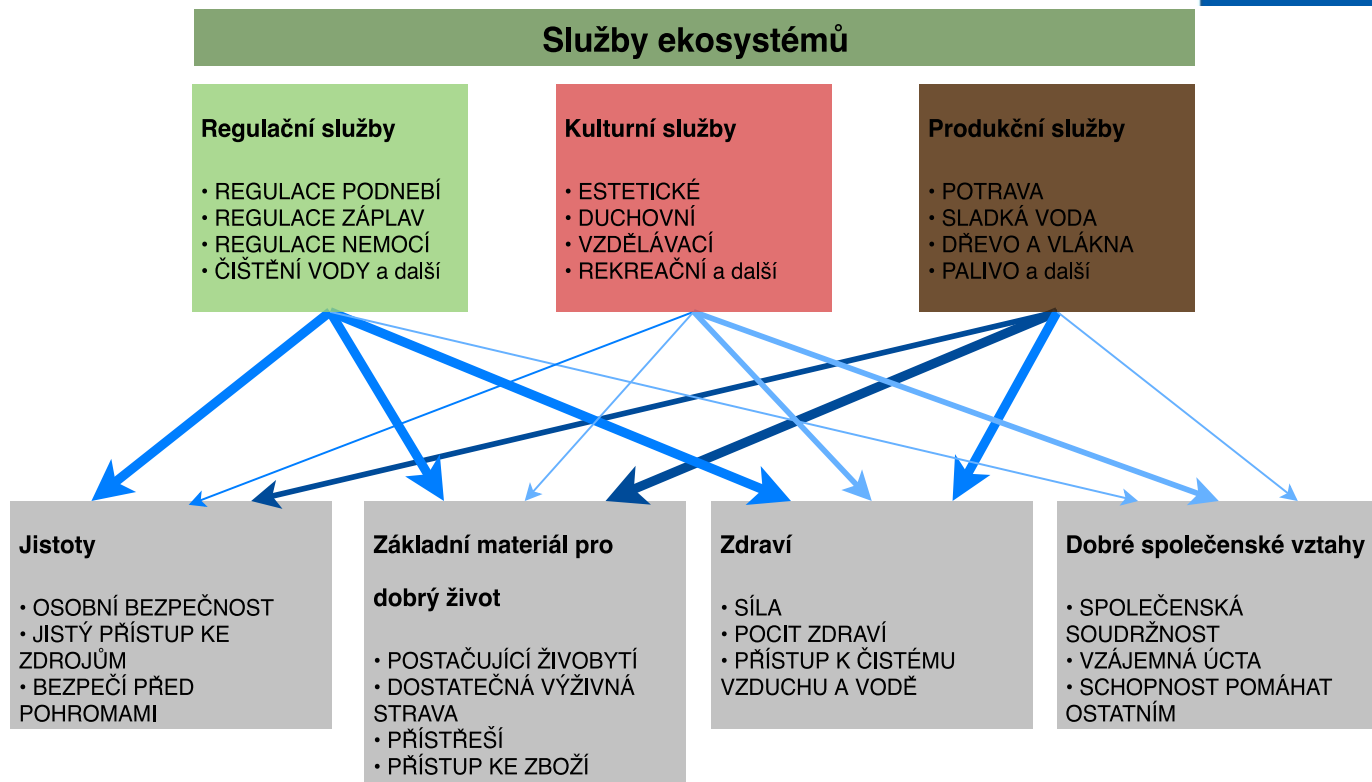 Služby ekosystémů
Regulační služby
• REGULACE PODNEBÍ
• REGULACE ZÁPLAV
• REGULACE NEMOCÍ
• ČIŠTĚNÍ VODY a další
Kulturní služby
• ESTETICKÉ
• DUCHOVNÍ
• VZDĚLÁVACÍ
• REKREAČNÍ a další
Produkční služby
• POTRAVA
• SLADKÁ VODA
• DŘEVO A VLÁKNA
• PALIVO a další
Jistoty
• OSOBNÍ BEZPEČNOST
• JISTÝ PŘÍSTUP KE
ZDROJŮM
• BEZPEČÍ PŘED
POHROMAMI
Základní materiál pro
dobrý život
• POSTAČUJÍCÍ ŽIVOBYTÍ
• DOSTATEČNÁ VÝŽIVNÁ
STRAVA
• PŘÍSTŘEŠÍ
• PŘÍSTUP KE ZBOŽÍ
Zdraví
• SÍLA
• POCIT ZDRAVÍ
• PŘÍSTUP K ČISTÉMU
VZDUCHU A VODĚ
Dobré společenské vztahy
• SPOLEČENSKÁ
SOUDRŽNOST
• VZÁJEMNÁ ÚCTA
• SCHOPNOST POMÁHAT
OSTATNÍM